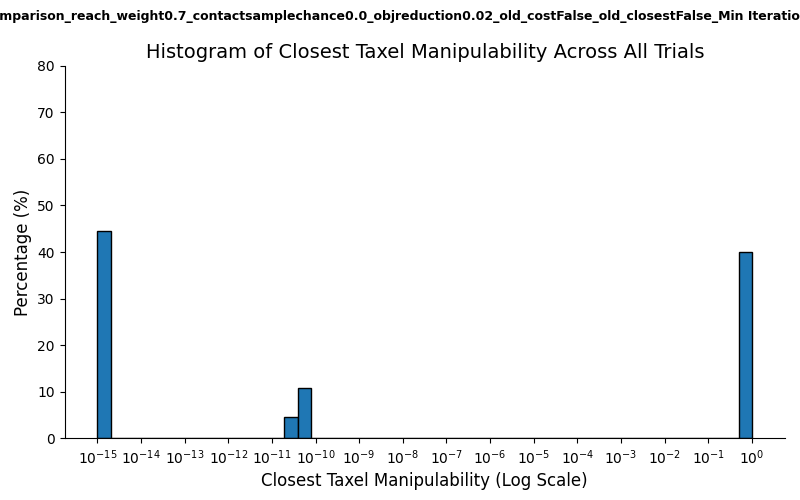 mparison_reach_weight0.7_contactsamplechance0.0_objreduction0.02_old_costFalse_old_closestFalse_Min Iteratio
Histogram of Closest Taxel Manipulability Across All Trials
80
70
60
50
40
30
20
10
0
Percentage (%)
10⁻¹⁵ 10⁻¹⁴ 10⁻¹³ 10⁻¹² 10⁻¹¹ 10⁻¹⁰ 10⁻⁹ 10⁻⁸ 10⁻⁷ 10⁻⁶ 10⁻⁵ 10⁻⁴ 10⁻³ 10⁻² 10⁻¹ 10⁰
Closest Taxel Manipulability (Log Scale)